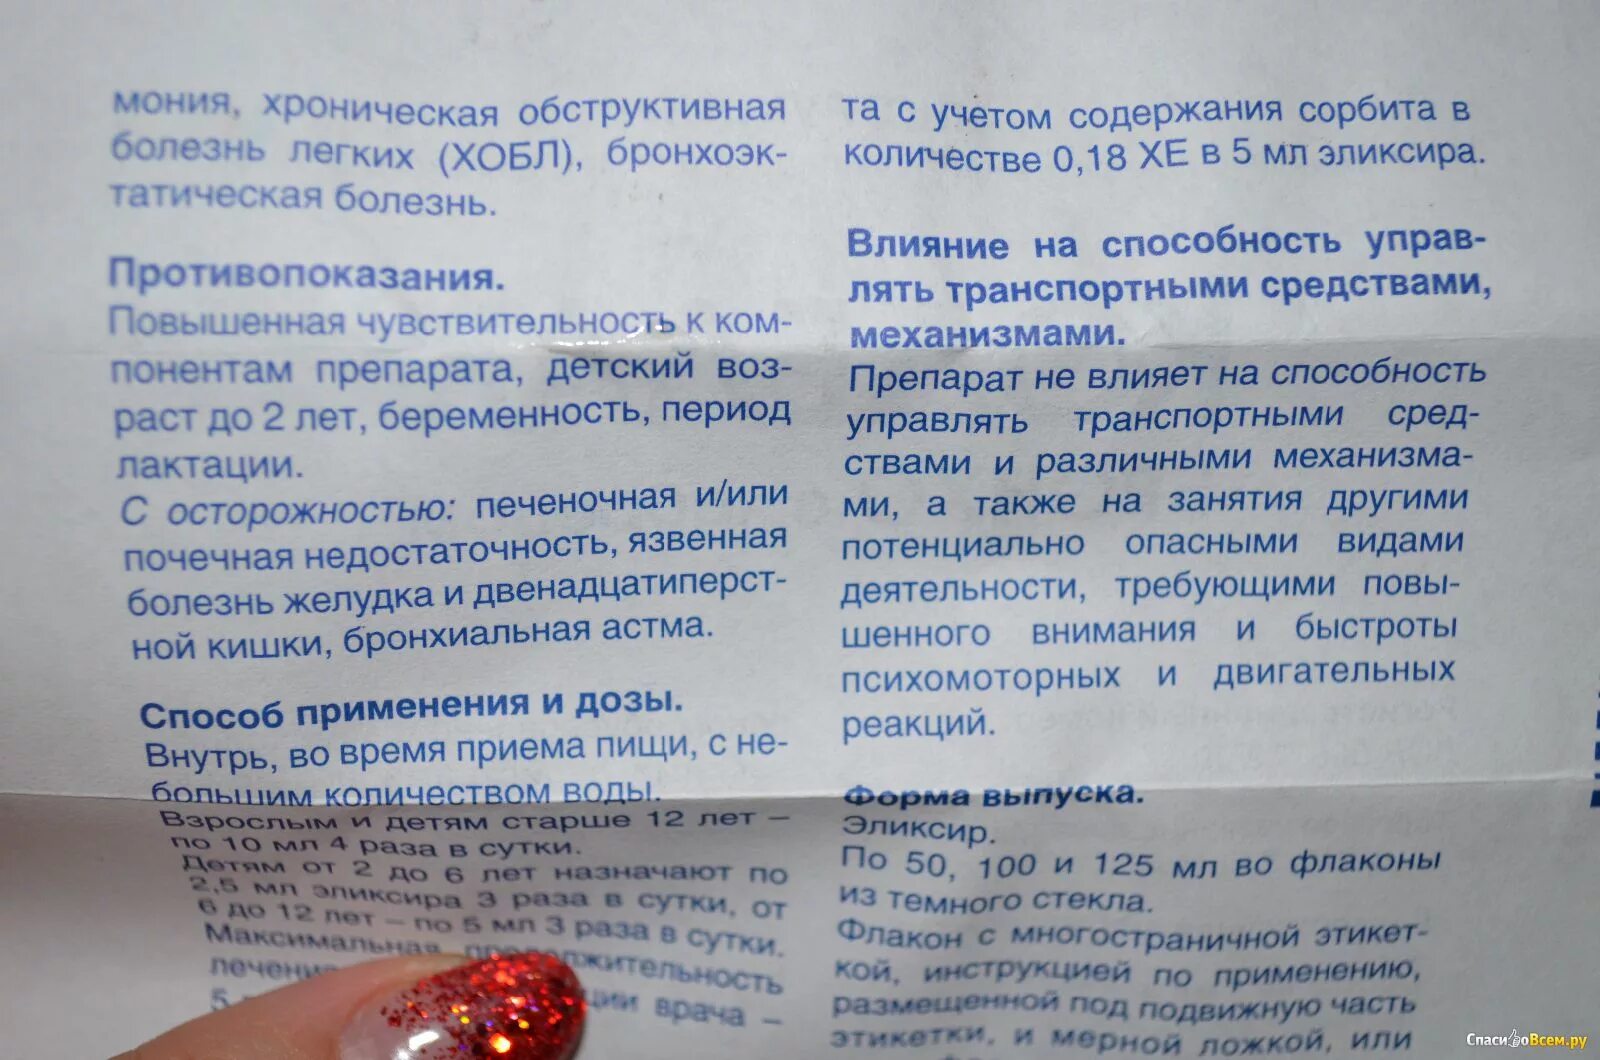 мония, хроническая обструктивная
болезнь легких (ХОБЛ), бронхоэк-
татическая болезнь.
Противопоказания.
Повышенная чувствительность к ком-
понентам препарата, детский воз-
раст до 2 лет, беременность, период
лактации.
С осторожностью: печеночная и/или
почечная недостаточность, язвенная
болезнь желудка и двенадцатиперст-
ной кишки, бронхиальная астма.
Способ применения и дозы.
Внутрь, во время приема пищи, с не-
большим количеством воды.
Взрослым и детям старше 12 лет –
по 10 мл 4 раза в сутки.
Детям от 2 до 6 лет назначают по
2,5 мл эликсира 3 раза в сутки, от
6 до 12 лет – по 5 мл 3 раза в сутки.
Максимальная
врача –
та с учетом содержания сорбита в
количестве 0,18 ХЕ в 5 мл эликсира.
Влияние на способность управ-
лять транспортными средствами,
механизмами.
Препарат не влияет на способность
управлять транспортными сред-
ствами и различными механизма-
ми, а также на занятия другими
потенциально опасными видами
деятельности, требующими повы-
шенного внимания и быстроты
психомоторных и двигательных
реакций.
Форма выпуска.
Эликсир.
По 50, 100 и 125 мл во флаконы
из темного стекла.
Флакон с многостраничной этикет-
кой, инструкцией по применению,
размещенной под подвижную часть
этикетки, и мерной ложкой, или
СпасибоВсем.ру